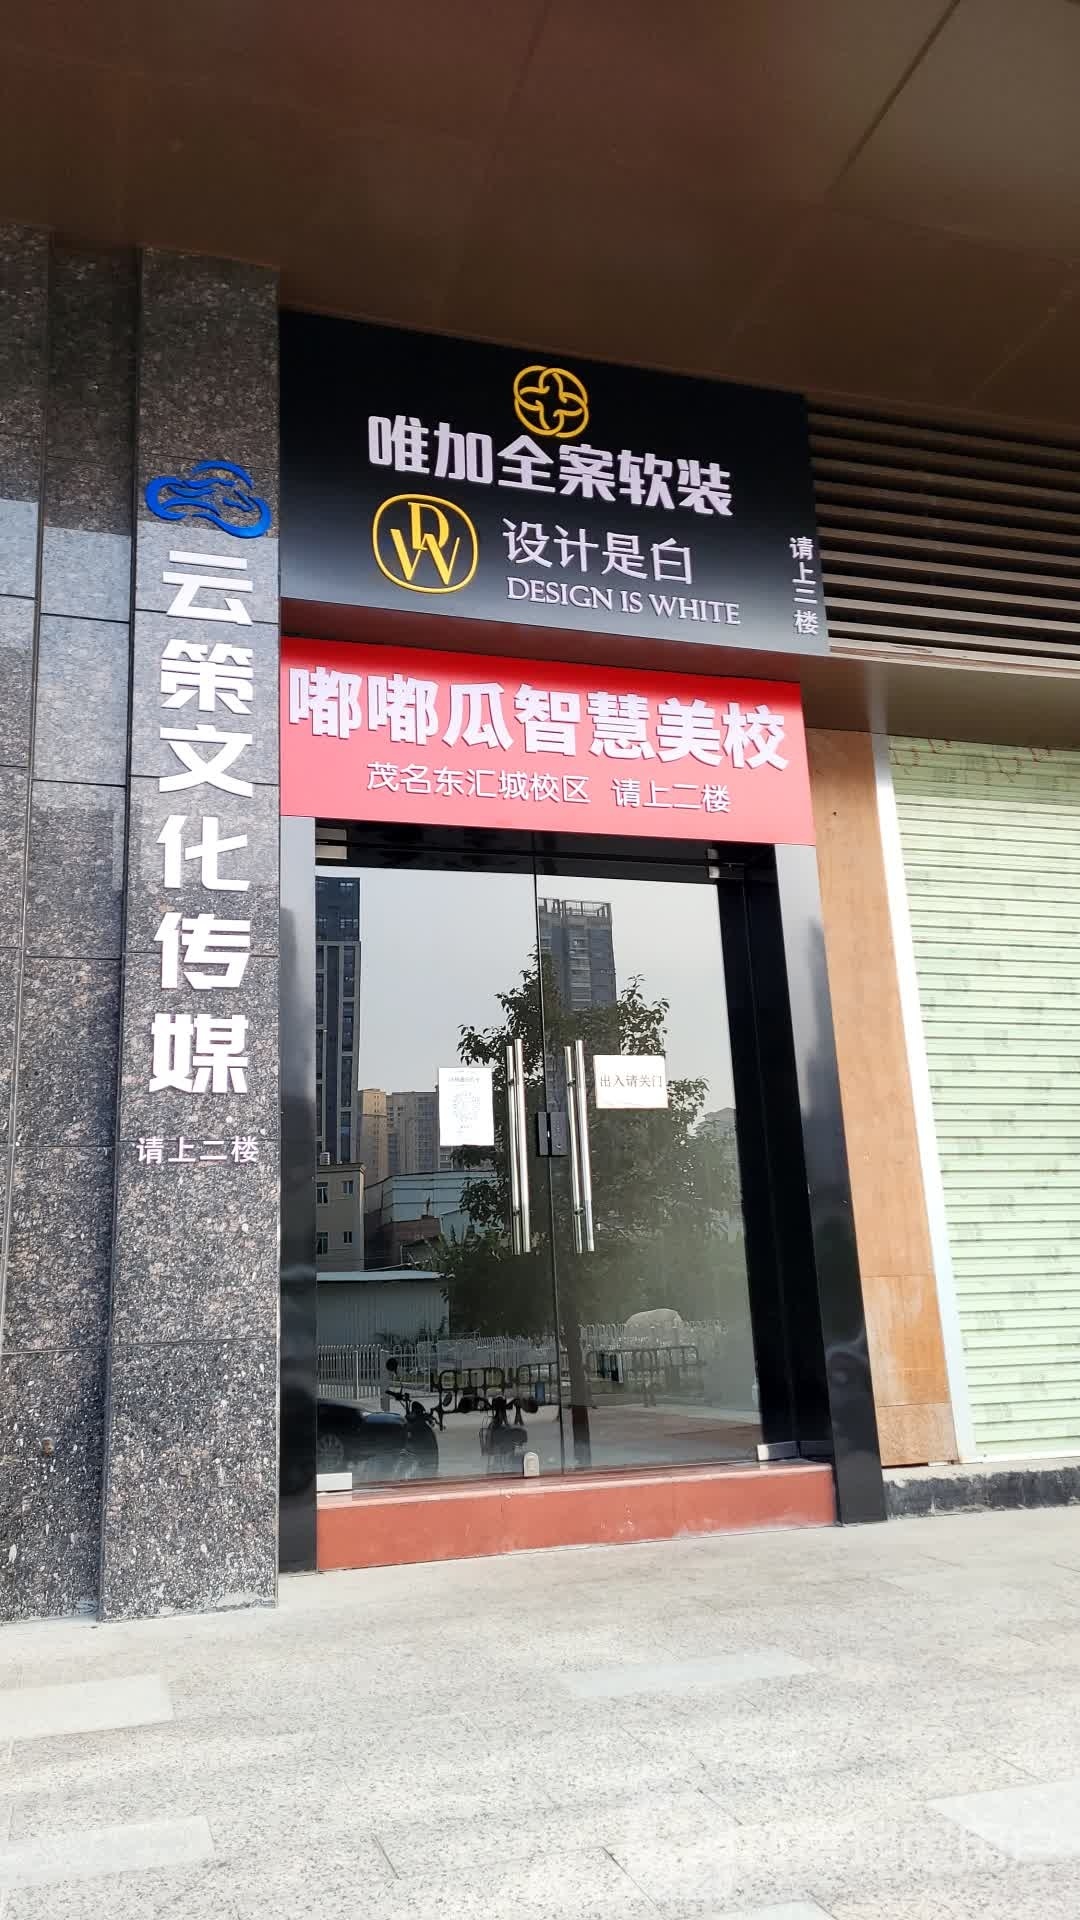 唯加全案软装
DW
设计是白
DESIGN IS WHITE
请上二楼
嘟嘟瓜智慧美校
茂名东汇城校区 请上二楼
云策文化传媒
请上二楼
出入请关门